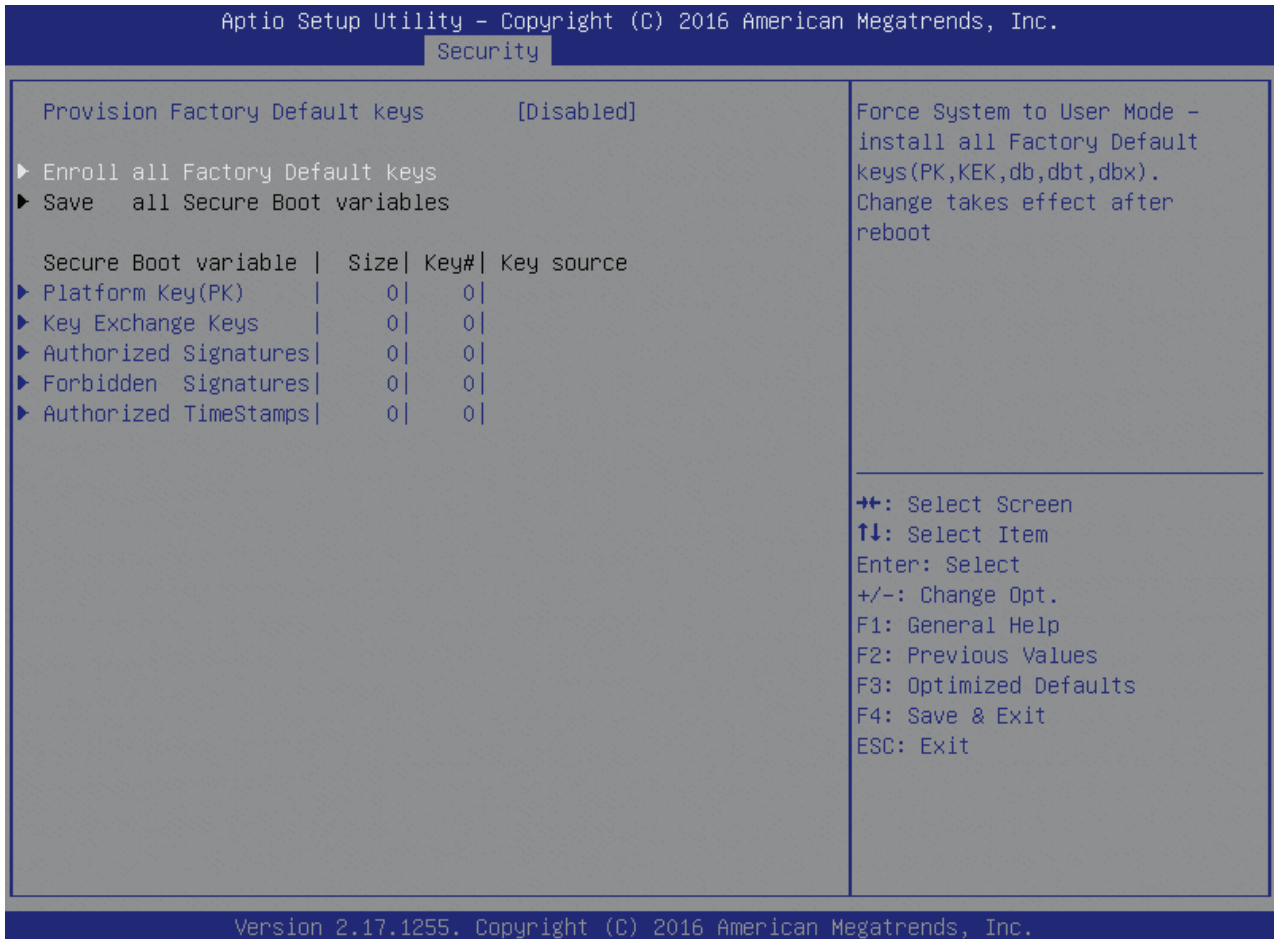 Aptio Setup Utility – Copyright (C) 2016 American Megatrends, Inc.
Security
Provision Factory Default keys [Disabled]
▶ Enroll all Factory Default keys
▶ Save all Secure Boot variables
Secure Boot variable | Size| Key#| Key source
▶ Platform Key(PK) | 0| 0|
▶ Key Exchange Keys | 0| 0|
▶ Authorized Signatures| 0| 0|
▶ Forbidden Signatures| 0| 0|
▶ Authorized TimeStamps| 0| 0|
Force System to User Mode –
install all Factory Default
keys(PK,KEK,db,dbt,dbx).
Change takes effect after
reboot
→←: Select Screen
↑↓: Select Item
Enter: Select
+/-: Change Opt.
F1: General Help
F2: Previous Values
F3: Optimized Defaults
F4: Save & Exit
ESC: Exit
Version 2.17.1255. Copyright (C) 2016 American Megatrends, Inc.